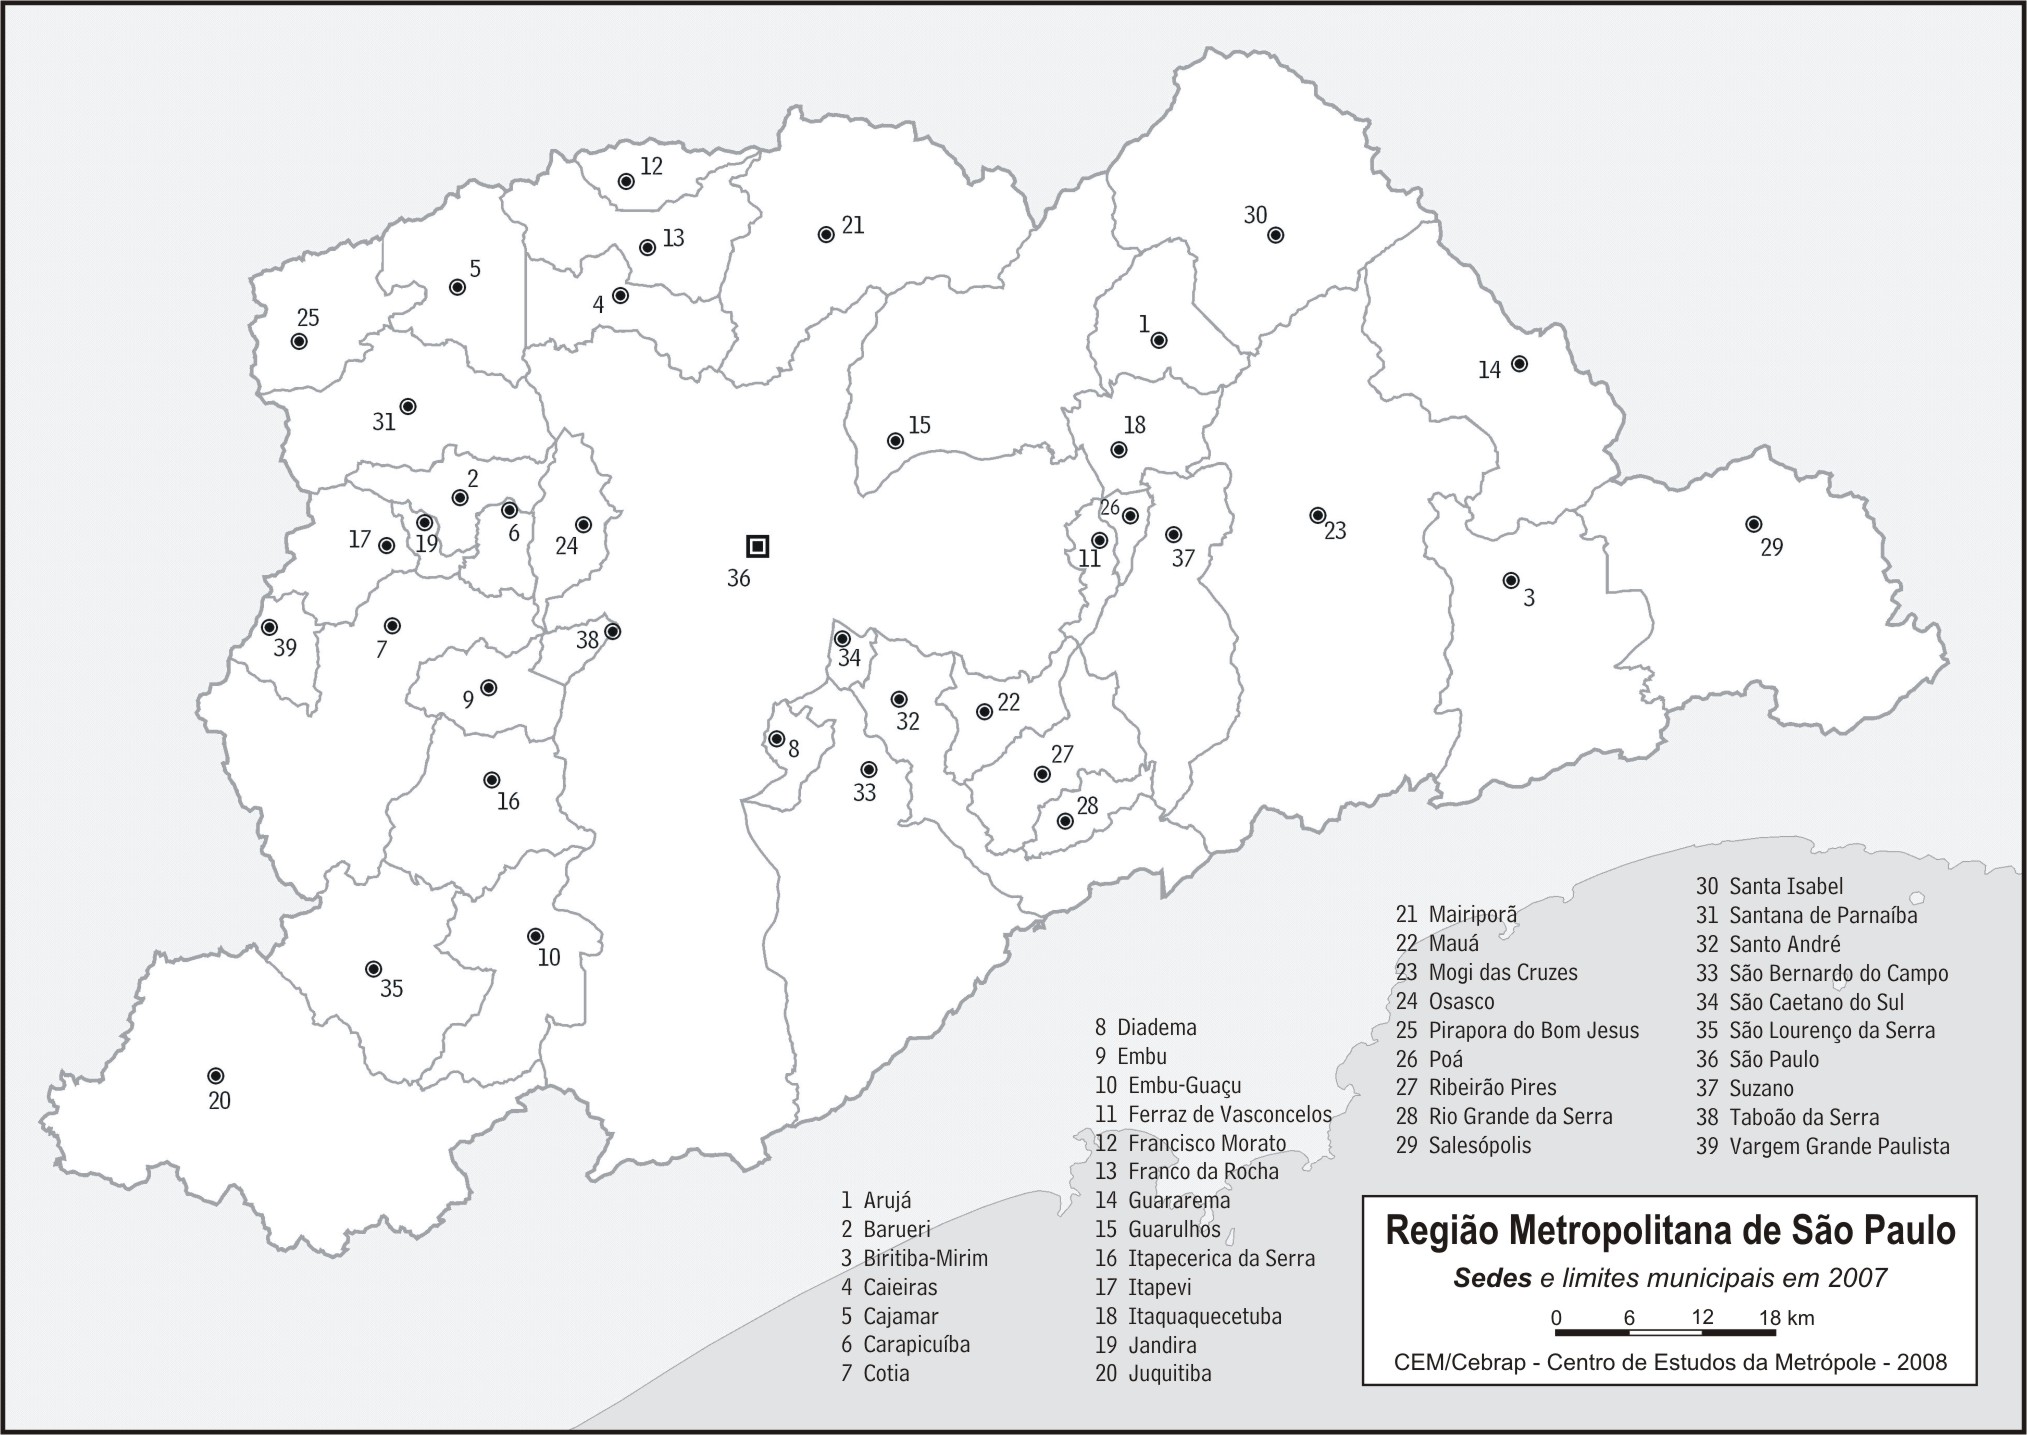 12
21
13
30
5
4
25
1
14
31
15
18
2
26
6
17
19
24
11
37
23
29
36
3
38
39
7
34
9
22
32
8
27
33
16
28
10
35
20
1 Arujá
2 Barueri
3 Biritiba-Mirim
4 Caieiras
5 Cajamar
6 Carapicuíba
7 Cotia
8 Diadema
9 Embu
10 Embu-Guaçu
11 Ferraz de Vasconcelos
12 Francisco Morato
13 Franco da Rocha
14 Guararema
15 Guarulhos
16 Itapecerica da Serra
17 Itapevi
18 Itaquaquecetuba
19 Jandira
20 Juquitiba
21 Mairiporã
22 Mauá
23 Mogi das Cruzes
24 Osasco
25 Pirapora do Bom Jesus
26 Poá
27 Ribeirão Pires
28 Rio Grande da Serra
29 Salesópolis
30 Santa Isabel
31 Santana de Parnaíba
32 Santo André
33 São Bernardo do Campo
34 São Caetano do Sul
35 São Lourenço da Serra
36 São Paulo
37 Suzano
38 Taboão da Serra
39 Vargem Grande Paulista
Região Metropolitana de São Paulo
Sedes e limites municipais em 2007
0 6 12 18 km
CEM/Cebrap - Centro de Estudos da Metrópole - 2008